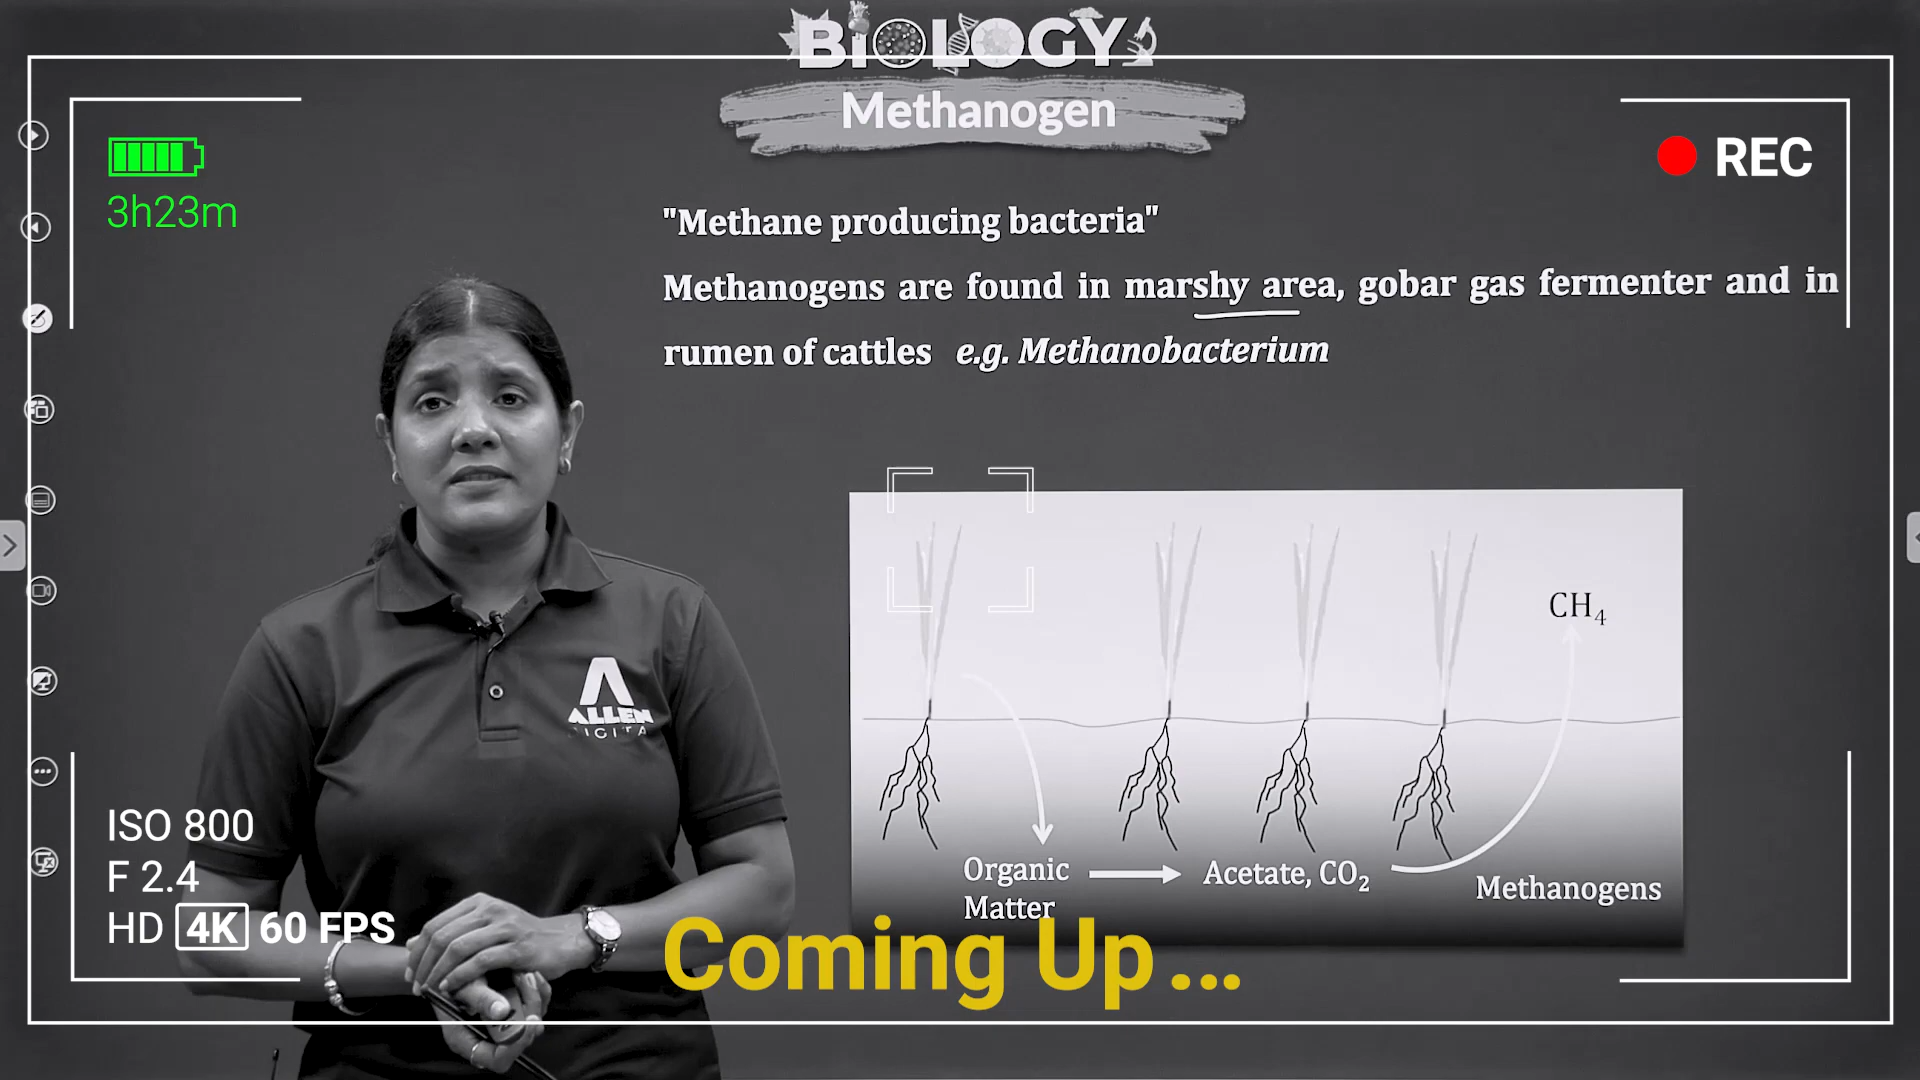 BIOLOGY
Methanogen
3h23m
REC
"Methane producing bacteria"
Methanogens are found in marshy area, gobar gas fermenter and in
rumen of cattles e.g. Methanobacterium
CH₄
ALLEN
DIGITA
Organic
Matter
Acetate, CO₂
Methanogens
ISO 800
F 2.4
HD 4K 60 FPS
Coming Up...